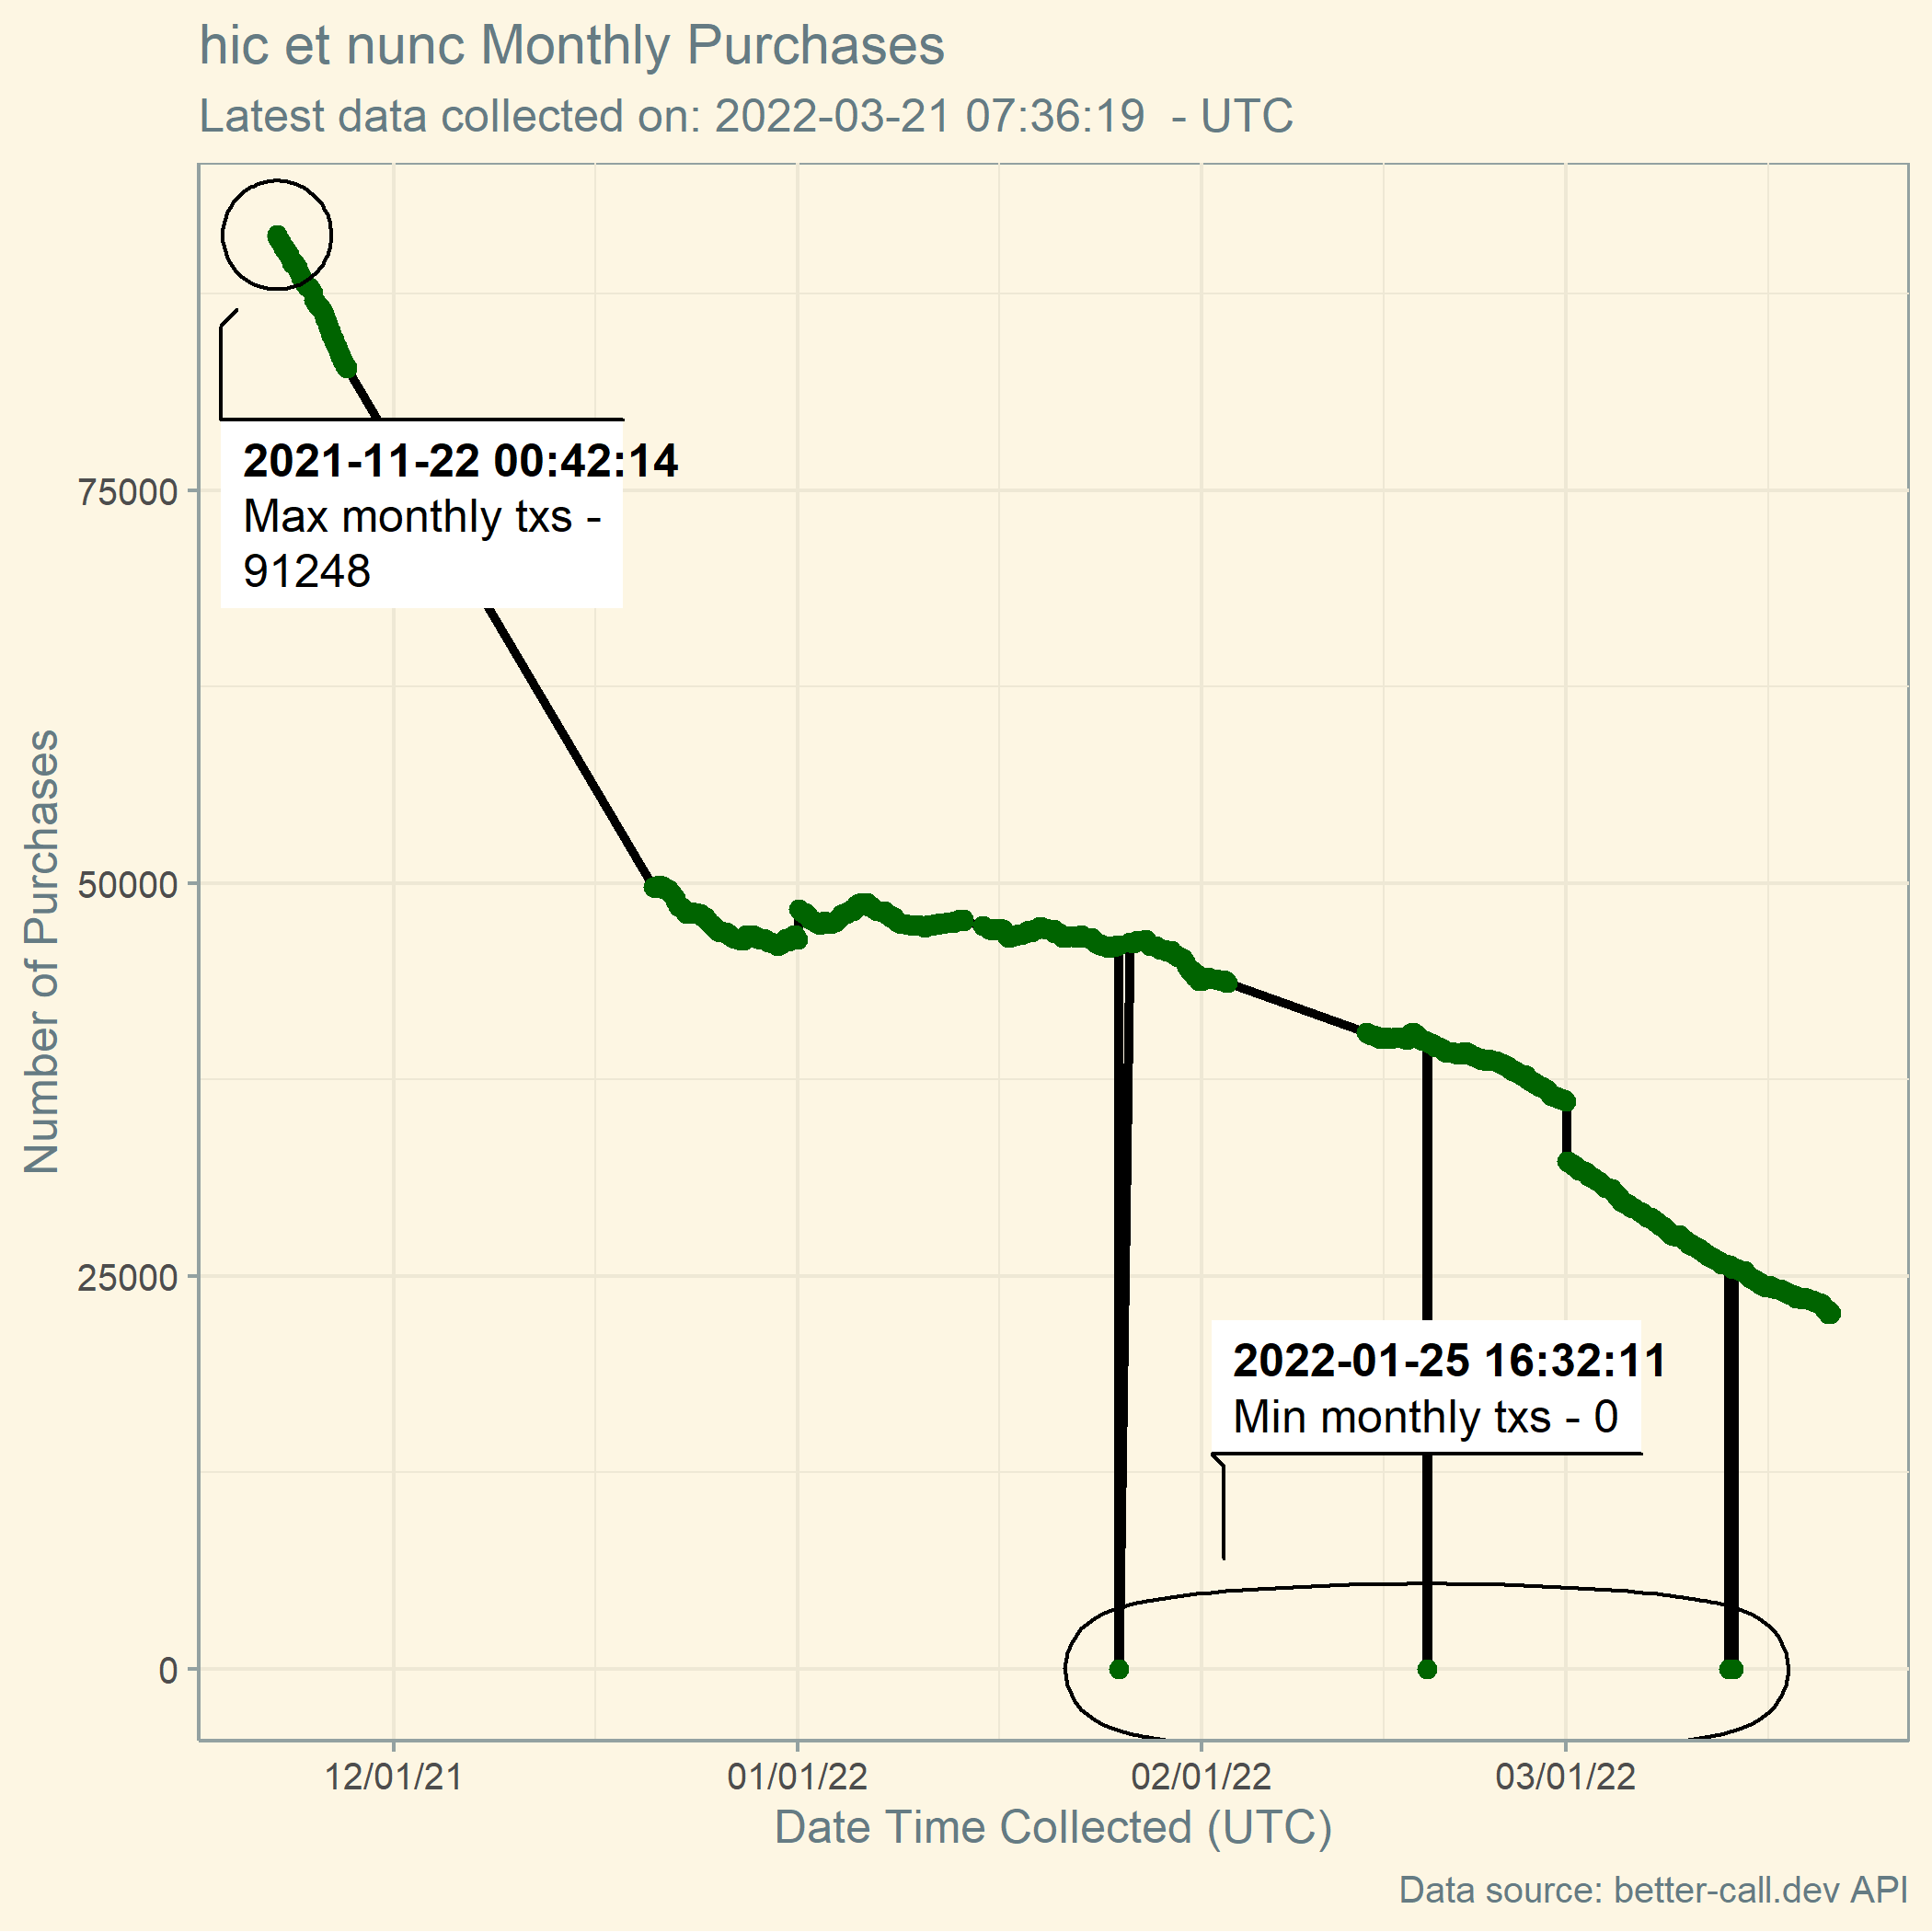 hic et nunc Monthly Purchases
Latest data collected on: 2022-03-21 07:36:19  - UTC
Number of Purchases
75000
50000
25000
0
2021-11-22 00:42:14
Max monthly txs -
91248
2022-01-25 16:32:11
Min monthly txs - 0
12/01/21
01/01/22
02/01/22
03/01/22
Date Time Collected (UTC)
Data source: better-call.dev API